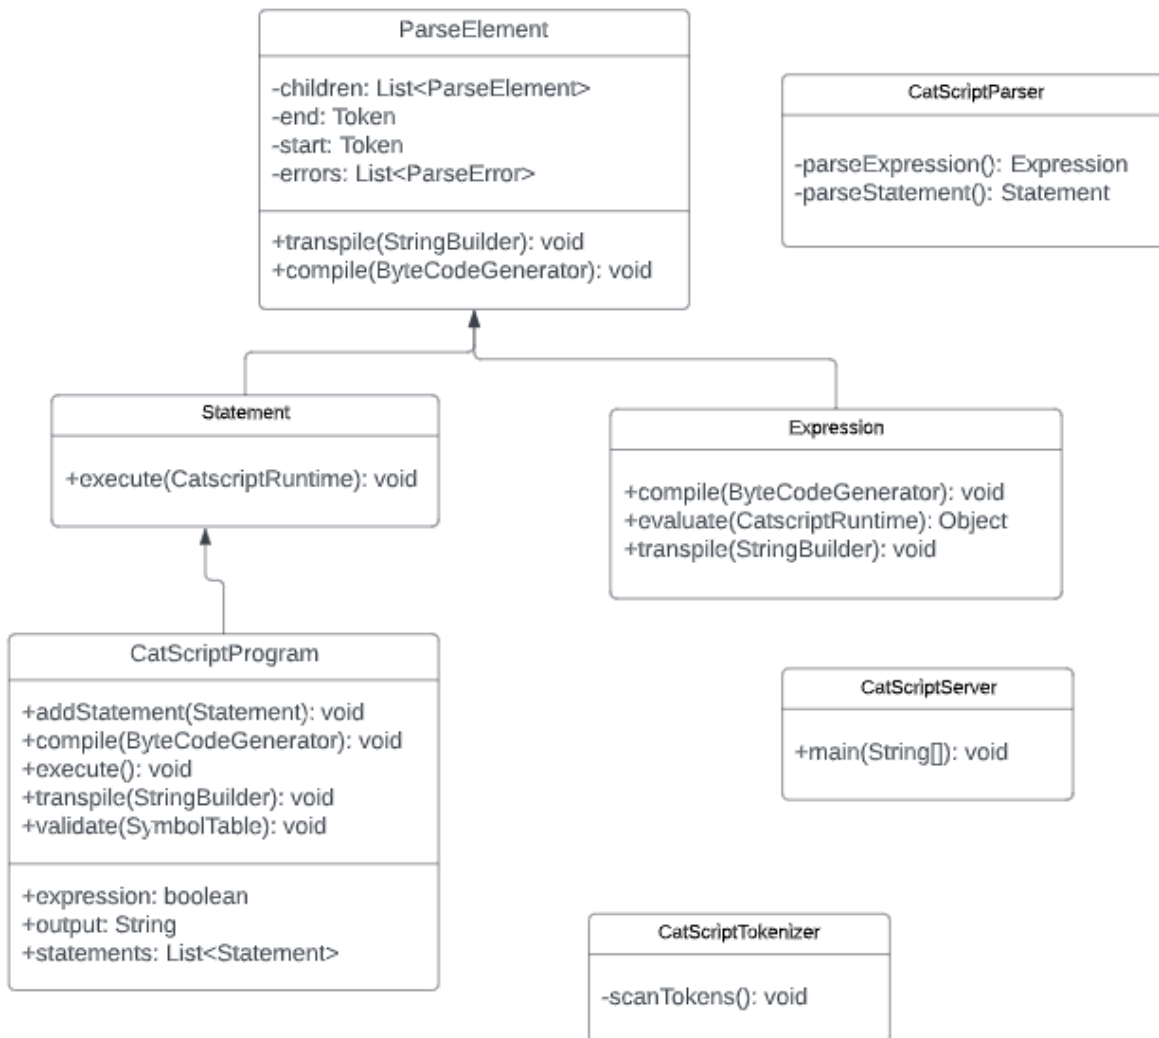 ParseElement
-children: List<ParseElement>
-end: Token
-start: Token
-errors: List<ParseError>
+transpile(StringBuilder): void
+compile(ByteCodeGenerator): void
CatScriptParser
-parseExpression(): Expression
-parseStatement(): Statement
Statement
+execute(CatscriptRuntime): void
Expression
+compile(ByteCodeGenerator): void
+evaluate(CatscriptRuntime): Object
+transpile(StringBuilder): void
CatScriptProgram
+addStatement(Statement): void
+compile(ByteCodeGenerator): void
+execute(): void
+transpile(StringBuilder): void
+validate(SymbolTable): void
+expression: boolean
+output: String
+statements: List<Statement>
CatScriptServer
+main(String[]): void
CatScriptTokenizer
-scanTokens(): void